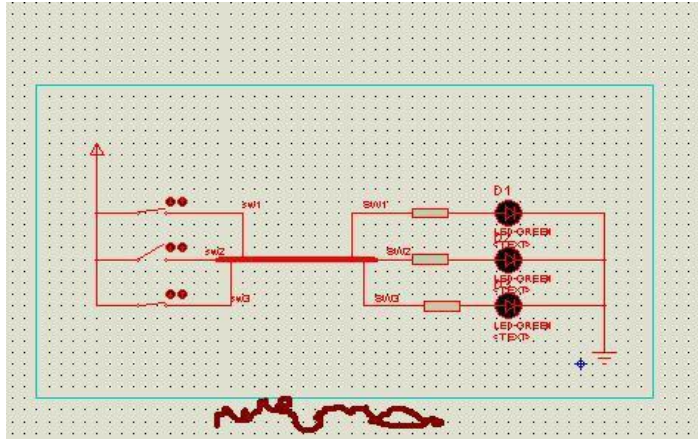 D1
SW1
SW1
LED-GREEN
<TEXT>
SW2
SW2
LED-GREEN
<TEXT>
SW3
SW3
LED-GREEN
<TEXT>